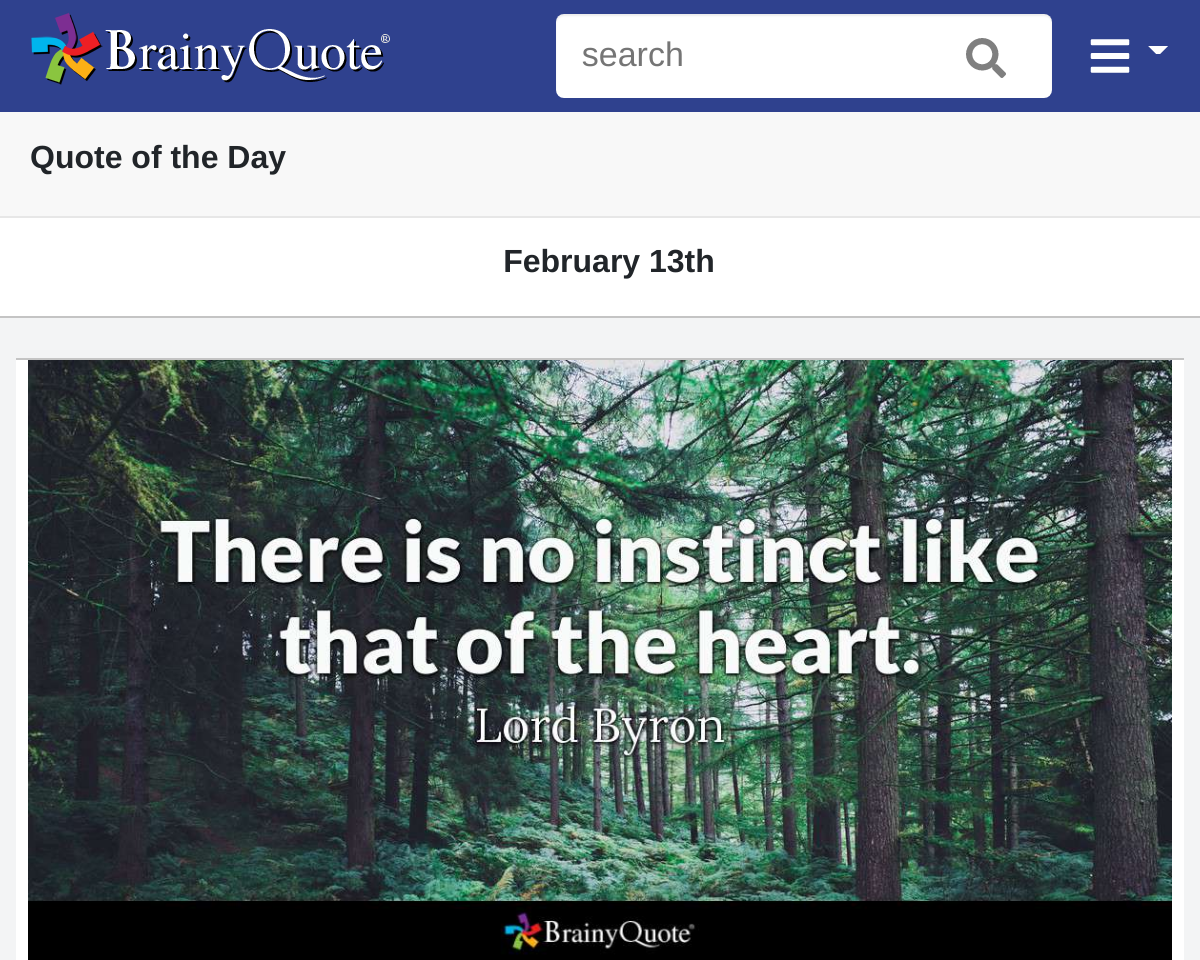 BrainyQuote®
search
Quote of the Day
February 13th
There is no instinct like
that of the heart.
Lord Byron
BrainyQuote®